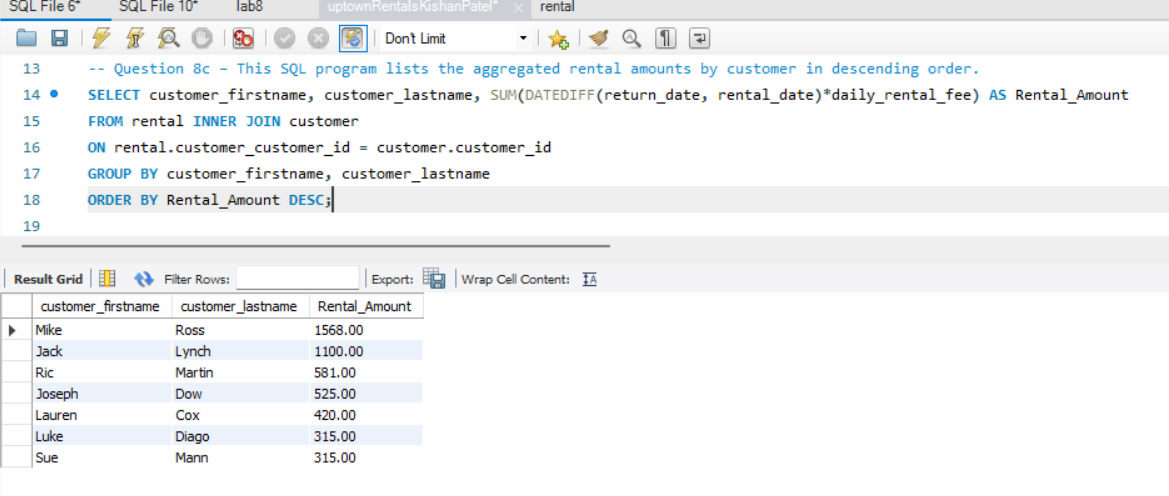 SQL File 6* SQL File 10* lab8 uptownRentalsKishanPatel* rental
Don't Limit
13 -- Question 8c – This SQL program lists the aggregated rental amounts by customer in descending order.
14 SELECT customer_firstname, customer_lastname, SUM(DATEDIFF(return_date, rental_date)*daily_rental_fee) AS Rental_Amount
15 FROM rental INNER JOIN customer
16 ON rental.customer_customer_id = customer.customer_id
17 GROUP BY customer_firstname, customer_lastname
18 ORDER BY Rental_Amount DESC;
19
Result Grid Filter Rows: Export: Wrap Cell Content:
customer_firstname customer_lastname Rental_Amount
Mike Ross 1568.00
Jack Lynch 1100.00
Ric Martin 581.00
Joseph Dow 525.00
Lauren Cox 420.00
Luke Diago 315.00
Sue Mann 315.00